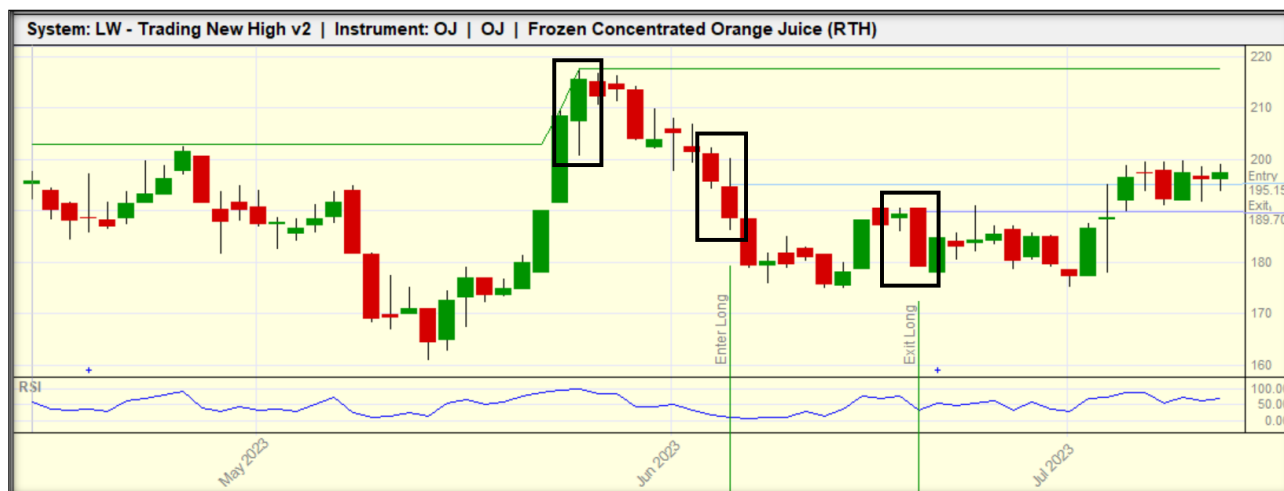 System: LW - Trading New High v2 | Instrument: OJ | OJ | Frozen Concentrated Orange Juice (RTH)
220
210
200
Entry
195.15
Exit
189.70
180
170
160
Enter Long
Exit Long
RSI
100.00
50.00
0.00
May 2023
Jun 2023
Jul 2023